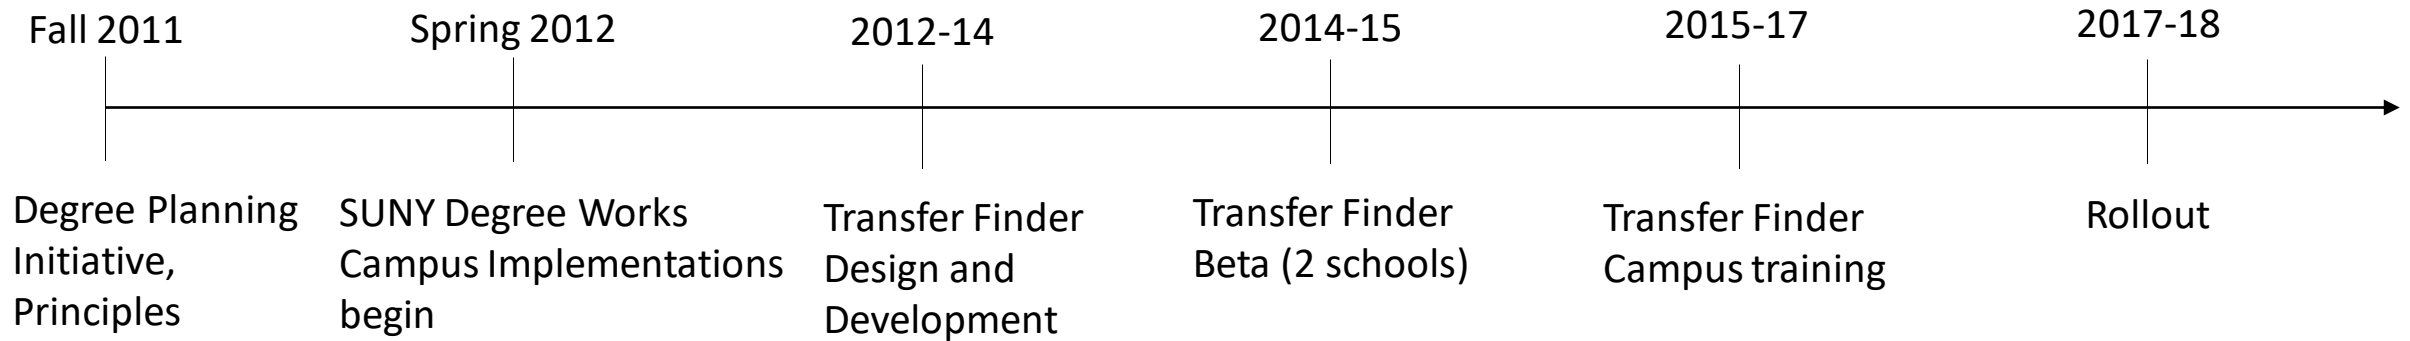 Fall 2011
Spring 2012
2012-14
2014-15
2015-17
2017-18
Degree Planning
Initiative,
Principles
SUNY Degree Works
Campus Implementations
begin
Transfer Finder
Design and
Development
Transfer Finder
Beta (2 schools)
Transfer Finder
Campus training
Rollout